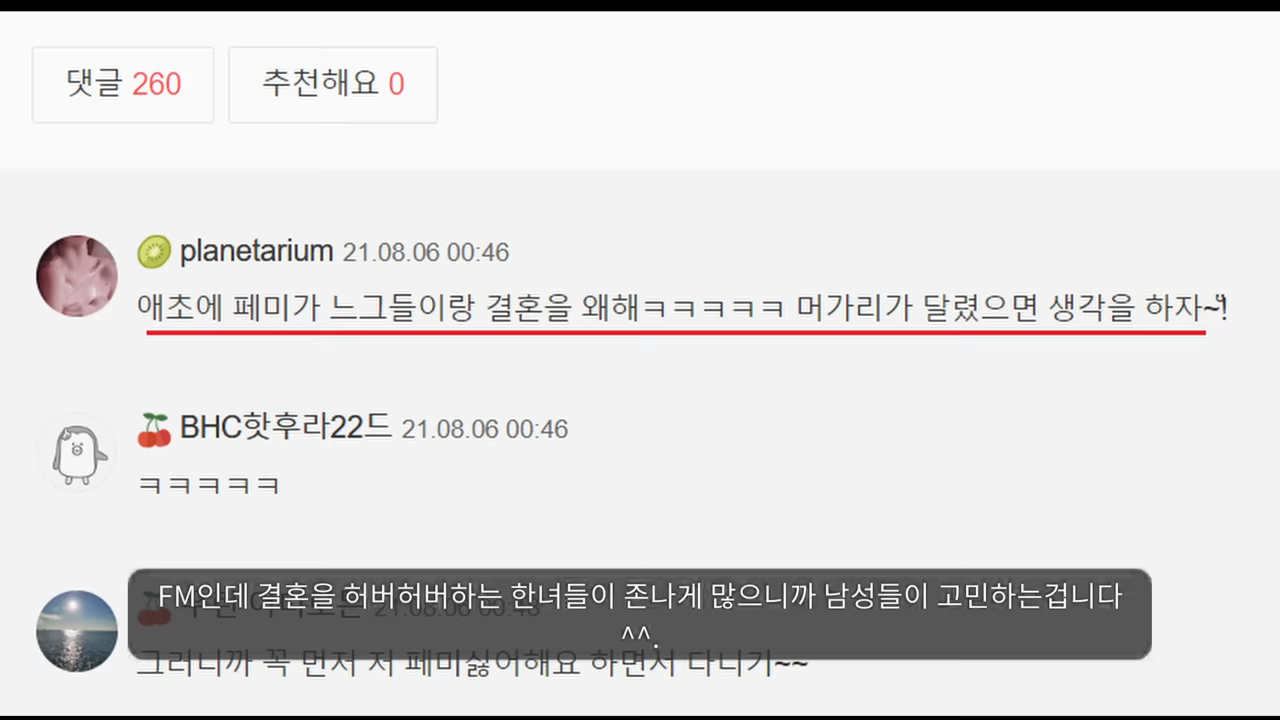 댓글 260 추천해요 0
planetarium 21.08.06 00:46
애초에 페미가 느그들이랑 결혼을 왜해ㅋㅋㅋㅋㅋ 머가리가 달렸으면 생각을 하자~!
BHC핫후라22드 21.08.06 00:46
ㅋㅋㅋㅋㅋ
FM인데 결혼을 허버허버하는 한녀들이 존나게 많으니까 남성들이 고민하는겁니다
^^.
그러니까 꼭 먼저 저 페미싫어해요 하면서 다니기~~